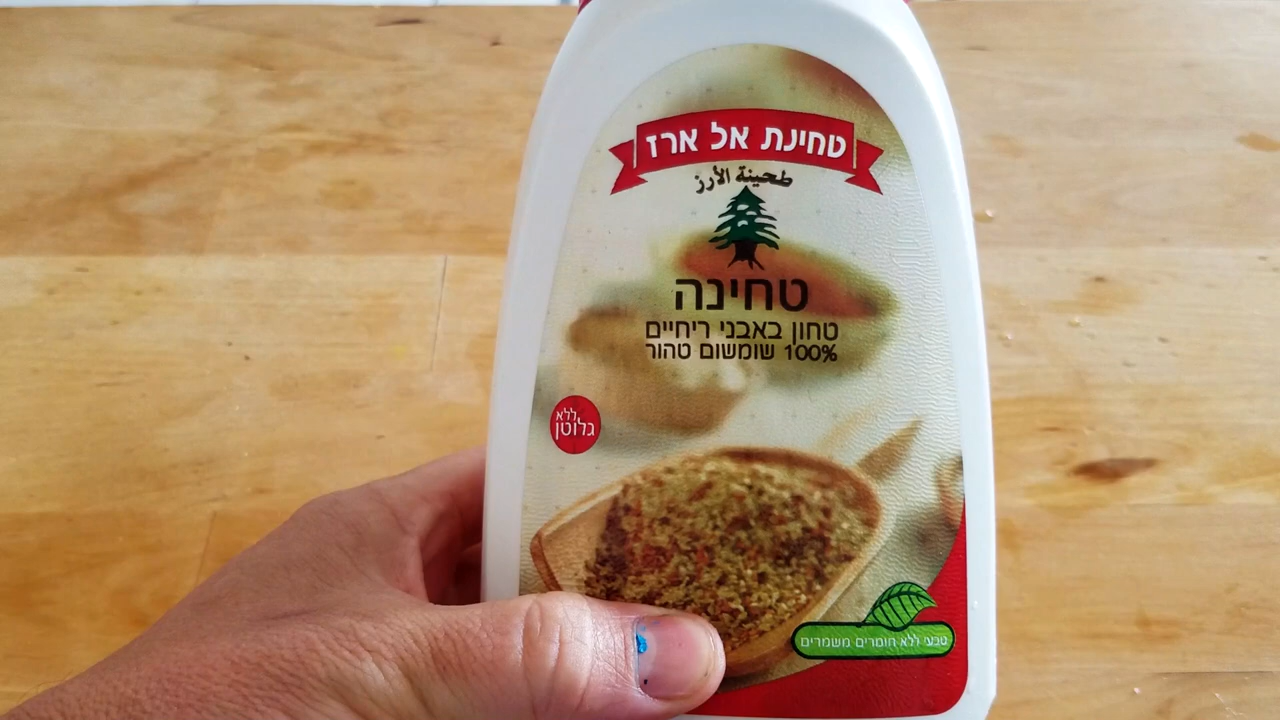 טחינת אל ארז
طحينة الأرز
טחינה
טחון באבני ריחיים
100% שומשום טהור
ללא
גלוטן
טבעי ללא חומרים משמרים